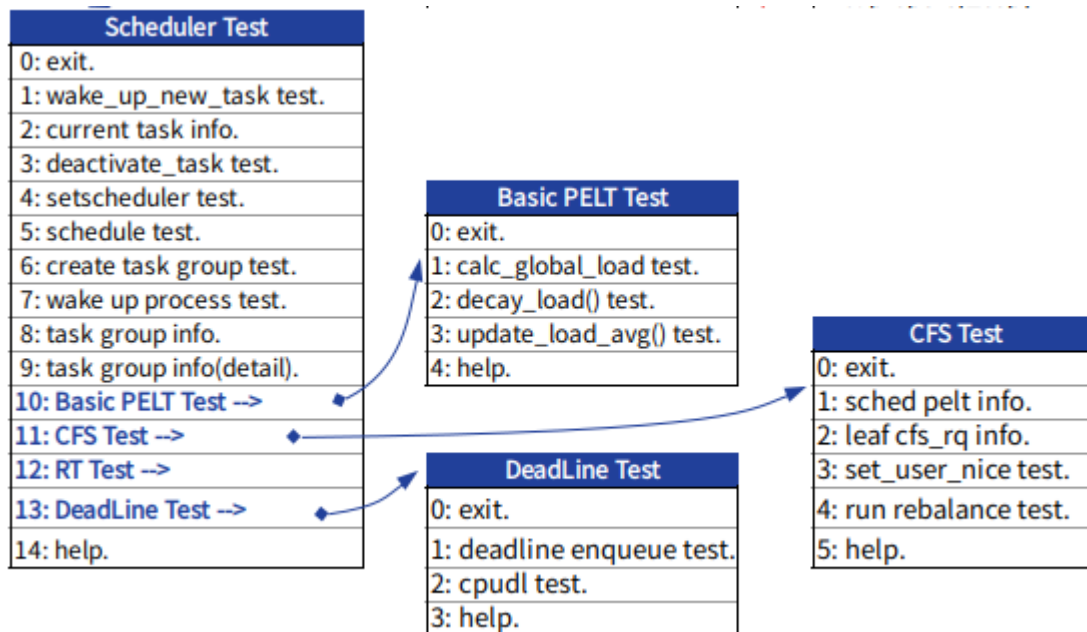 Scheduler Test
0: exit.
1: wake_up_new_task test.
2: current task info.
3: deactivate_task test.
4: setscheduler test.
5: schedule test.
6: create task group test.
7: wake up process test.
8: task group info.
9: task group info(detail).
10: Basic PELT Test -->
11: CFS Test -->
12: RT Test -->
13: DeadLine Test -->
14: help.
Basic PELT Test
0: exit.
1: calc_global_load test.
2: decay_load() test.
3: update_load_avg() test.
4: help.
DeadLine Test
0: exit.
1: deadline enqueue test.
2: cpudl test.
3: help.
CFS Test
0: exit.
1: sched pelt info.
2: leaf cfs_rq info.
3: set_user_nice test.
4: run rebalance test.
5: help.